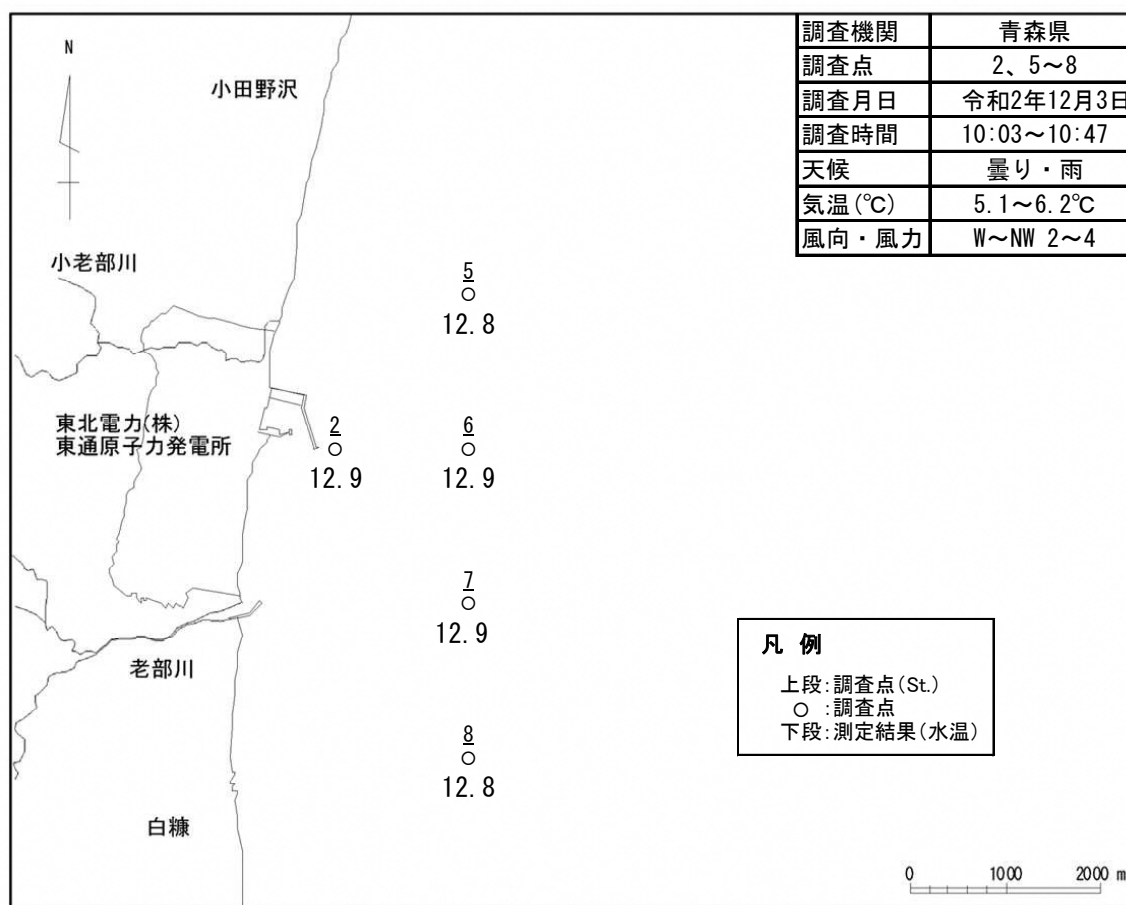 調査機関 青森県
調査点 2、5～8
調査月日 令和2年12月3日
調査時間 10:03～10:47
天候 曇り・雨
気温(℃) 5.1～6.2℃
風向・風力 W～NW 2～4
N
小田野沢
小老部川
5
12.8
東北電力(株)
東通原子力発電所
2
12.9
6
12.9
7
12.9
老部川
8
12.8
白糠
凡 例
上段:調査点(St.)
○ :調査点
下段:測定結果(水温)
0 1000 2000 m